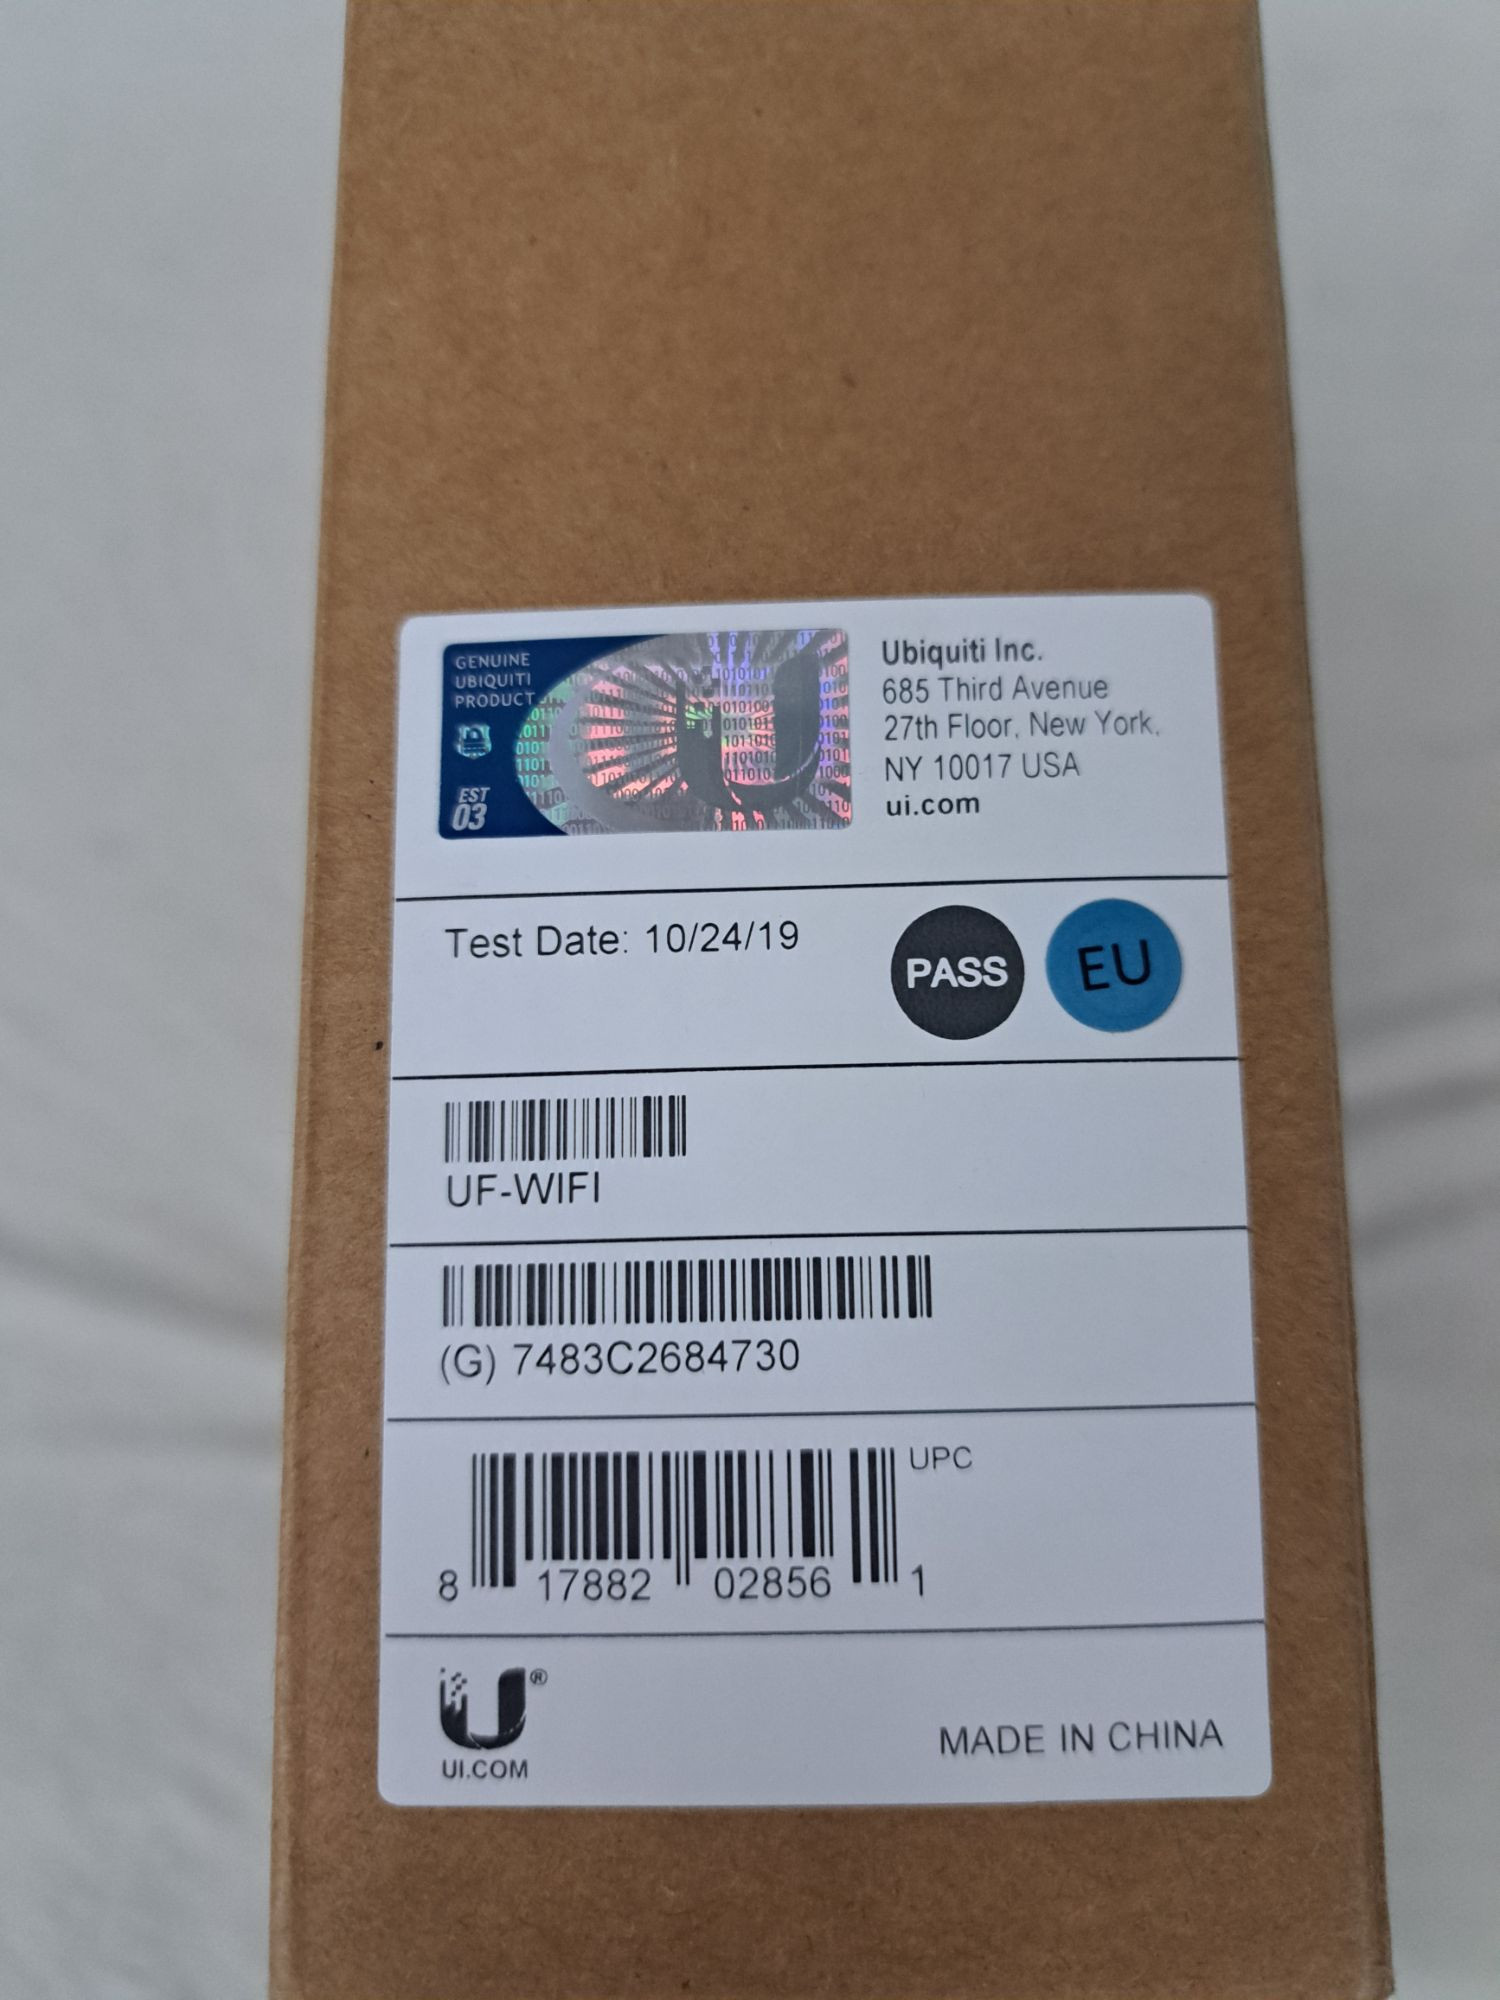 GENUINE
UBIQUITI
PRODUCT
EST
03
Ubiquiti Inc.
685 Third Avenue
27th Floor, New York,
NY 10017 USA
ui.com
Test Date: 10/24/19
PASS
EU
UF-WIFI
(G) 7483C2684730
UPC
8 17882 02856 1
U®
UI.COM
MADE IN CHINA